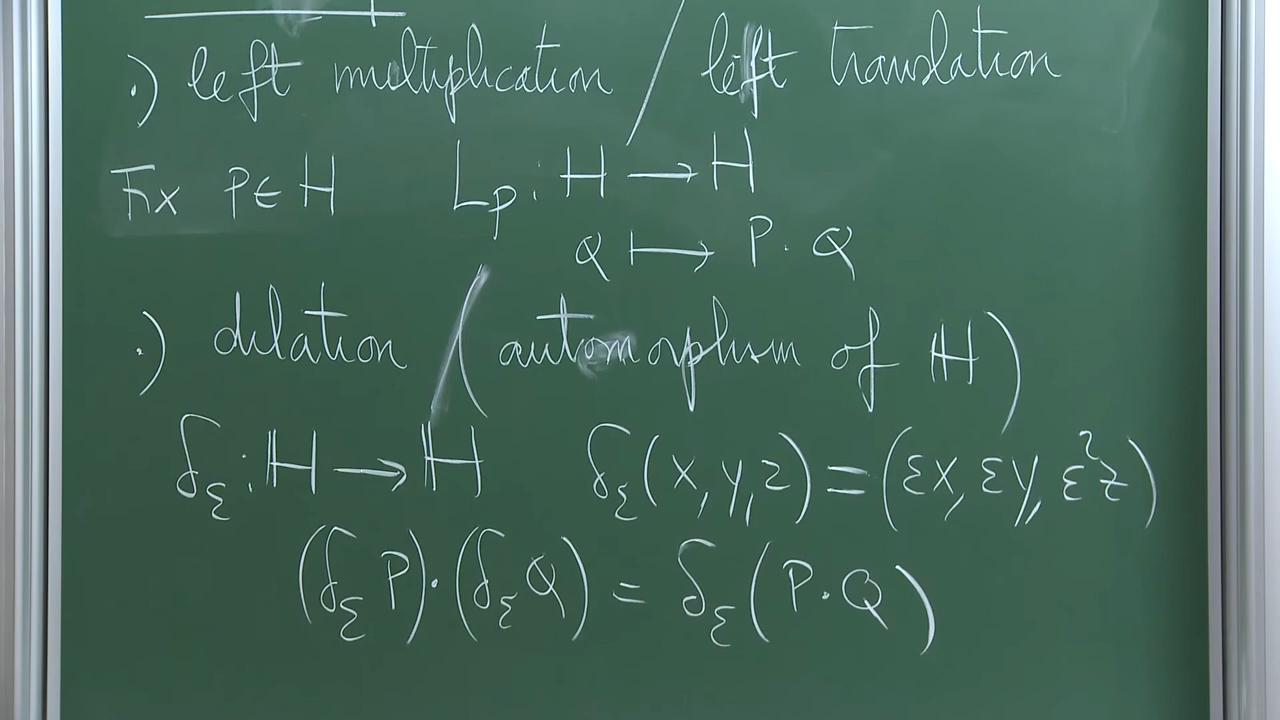 ·) left multiplication / left translation
Fix P ∈ ℍ   L_P : ℍ → ℍ
Q ↦ P · Q
·) dilation (automorphism of ℍ)
δ_ε : ℍ → ℍ   δ_ε(x, y, z) = (εx, εy, ε²z)
(δ_ε P) · (δ_ε Q) = δ_ε(P · Q)